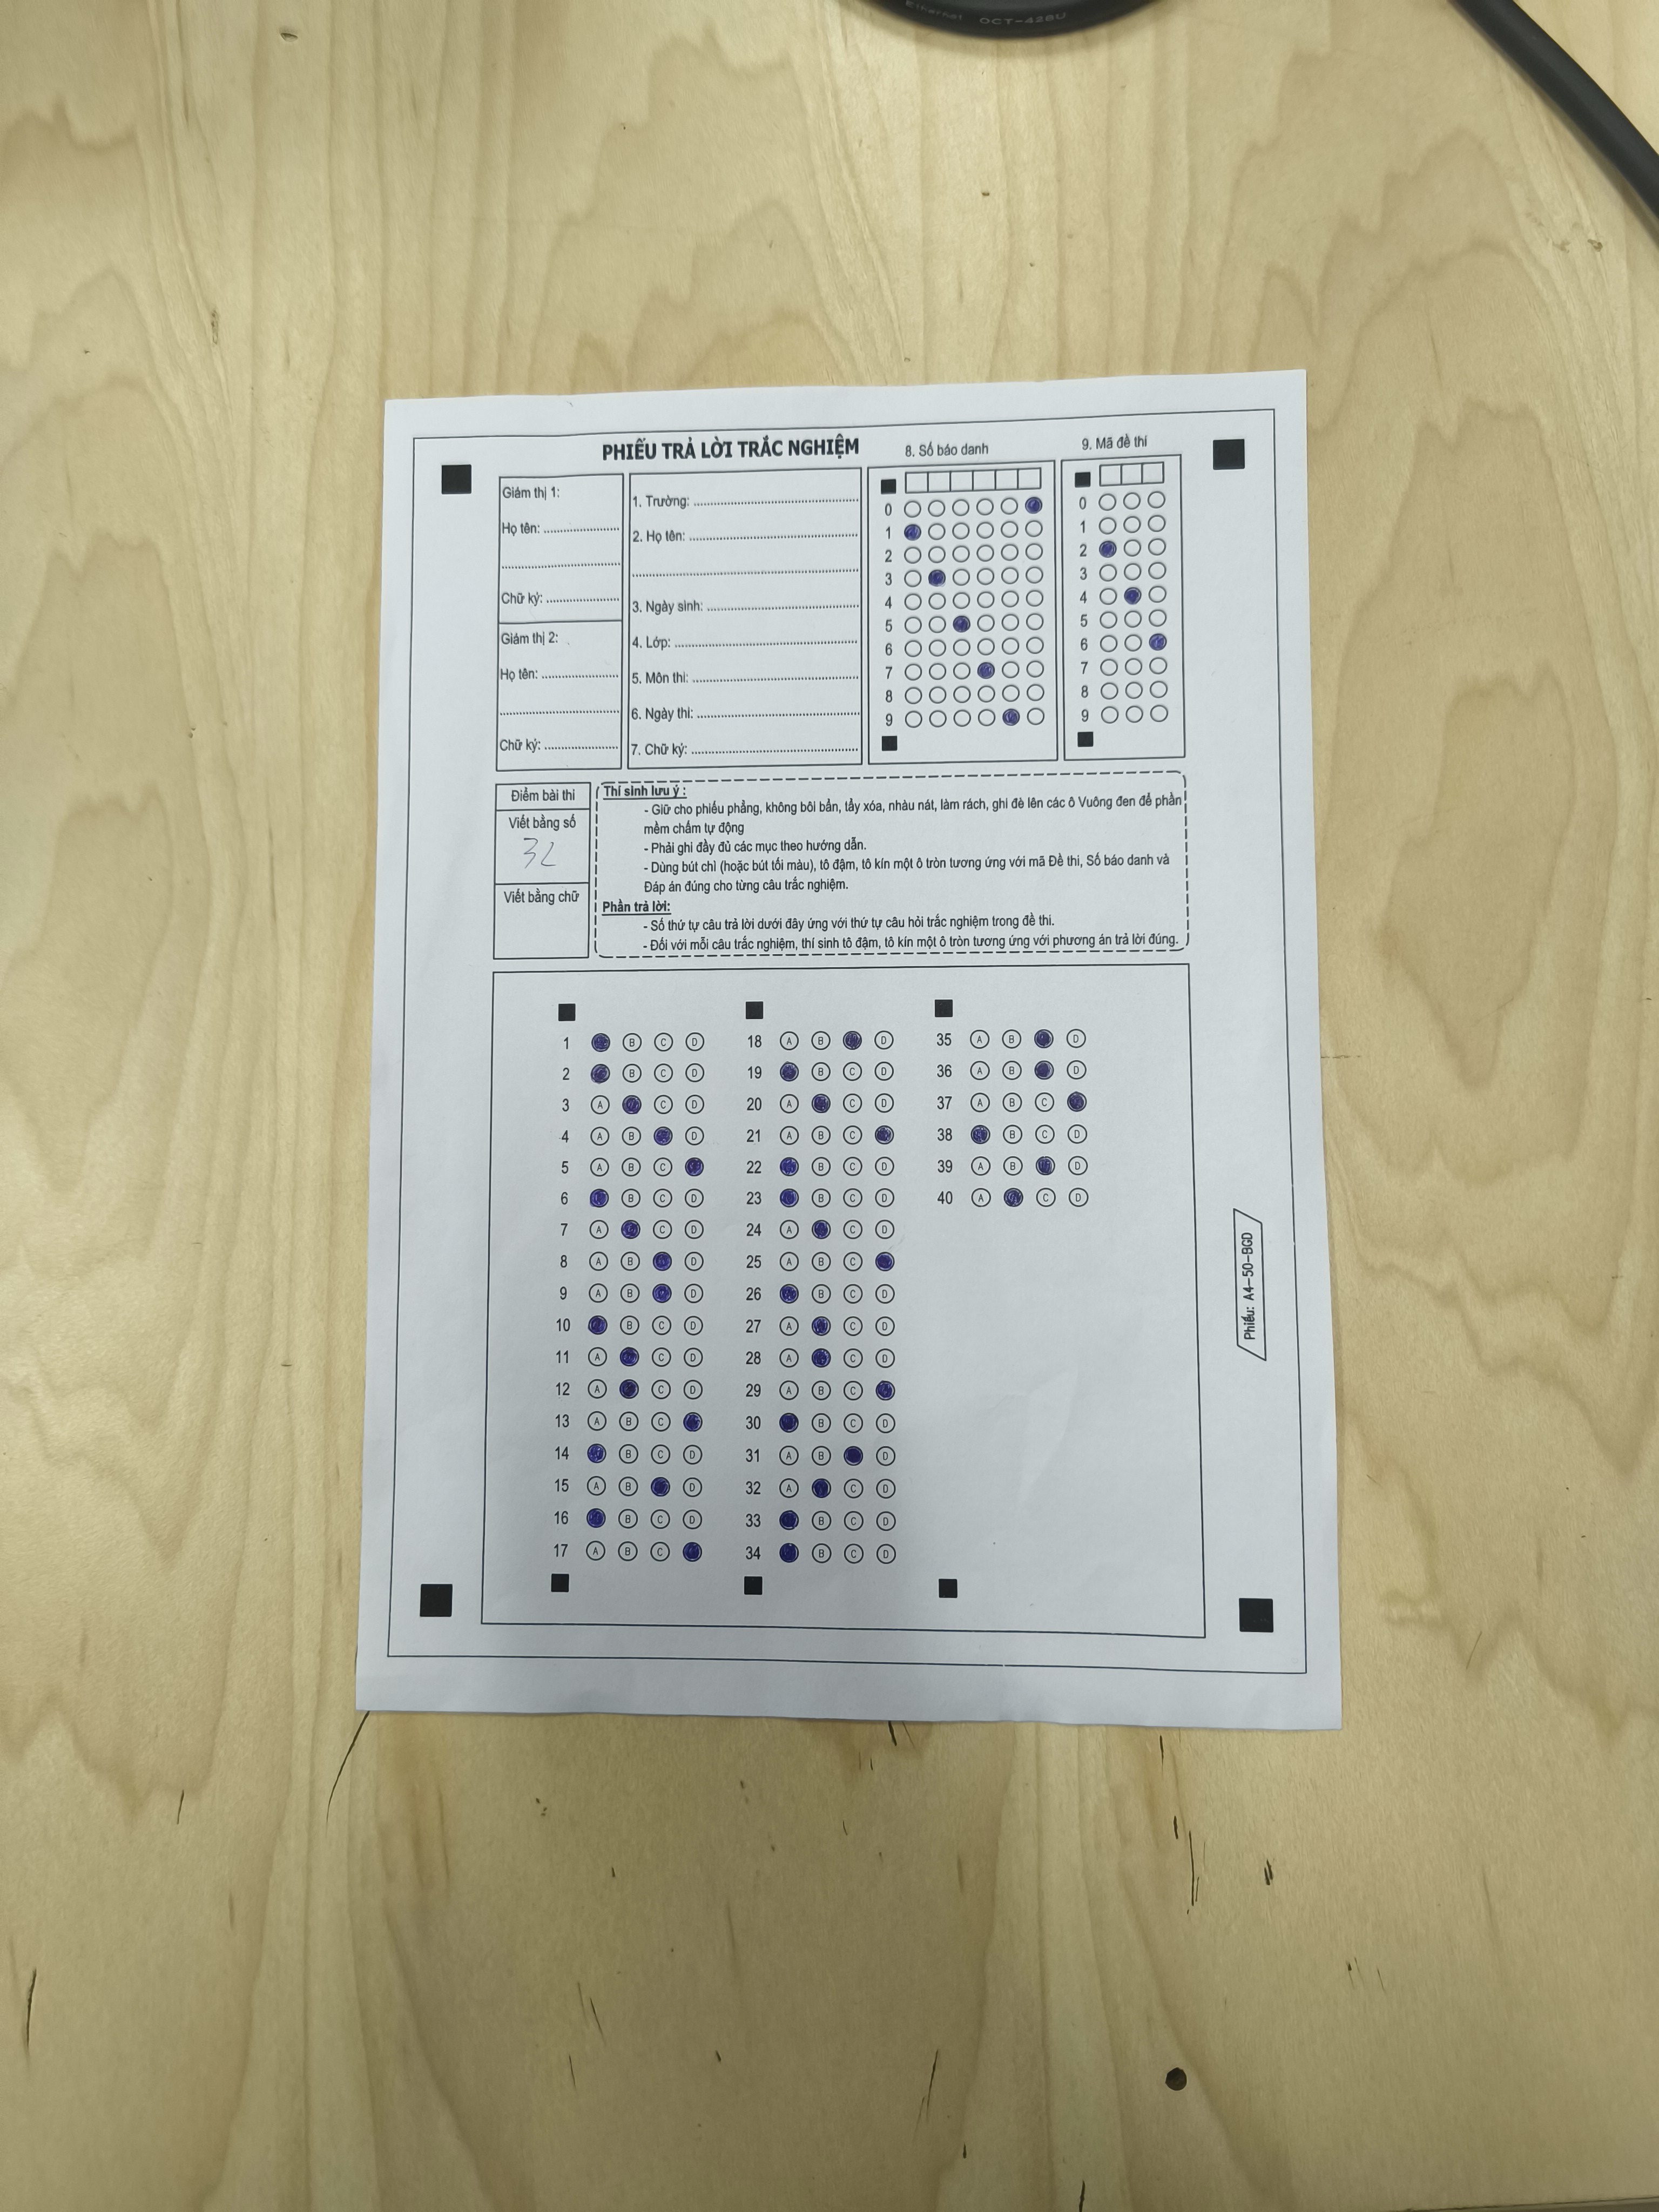 Ethernet OCT-426U
PHIẾU TRẢ LỜI TRẮC NGHIỆM
8. Số báo danh
9. Mã đề thi
Giám thị 1:
Họ tên: ......................
..............................
Chữ ký: .....................
Giám thị 2:
Họ tên: ......................
..............................
Chữ ký: .....................
1. Trường: ...............................................
2. Họ tên: ................................................
................................................................
3. Ngày sinh: ...........................................
4. Lớp: .....................................................
5. Môn thi: ...............................................
6. Ngày thi: ..............................................
7. Chữ ký: ...............................................
0
1
2
3
4
5
6
7
8
9
0
1
2
3
4
5
6
7
8
9
Điểm bài thi
Viết bằng số
32
Viết bằng chữ
Thí sinh lưu ý :
- Giữ cho phiếu phẳng, không bôi bẩn, tẩy xóa, nhàu nát, làm rách, ghi đè lên các ô Vuông đen để phần
mềm chấm tự động
- Phải ghi đầy đủ các mục theo hướng dẫn.
- Dùng bút chì (hoặc bút tối màu), tô đậm, tô kín một ô tròn tương ứng với mã Đề thi, Số báo danh và
Đáp án đúng cho từng câu trắc nghiệm.
Phần trả lời:
- Số thứ tự câu trả lời dưới đây ứng với thứ tự câu hỏi trắc nghiệm trong đề thi.
- Đối với mỗi câu trắc nghiệm, thí sinh tô đậm, tô kín một ô tròn tương ứng với phương án trả lời đúng.
1 B C D
2 B C D
3 A C D
4 A B D
5 A B C
6 B C D
7 A C D
8 A B D
9 A B D
10 B C D
11 A C D
12 A C D
13 A B C
14 B C D
15 A B D
16 B C D
17 A B C
18 A B D
19 B C D
20 A C D
21 A B C
22 B C D
23 B C D
24 A C D
25 A B C
26 B C D
27 A C D
28 A C D
29 A B C
30 B C D
31 A B D
32 A C D
33 B C D
34 B C D
35 A B D
36 A B D
37 A B C
38 B C D
39 A B D
40 A C D
Phiếu: A4-50-BGD